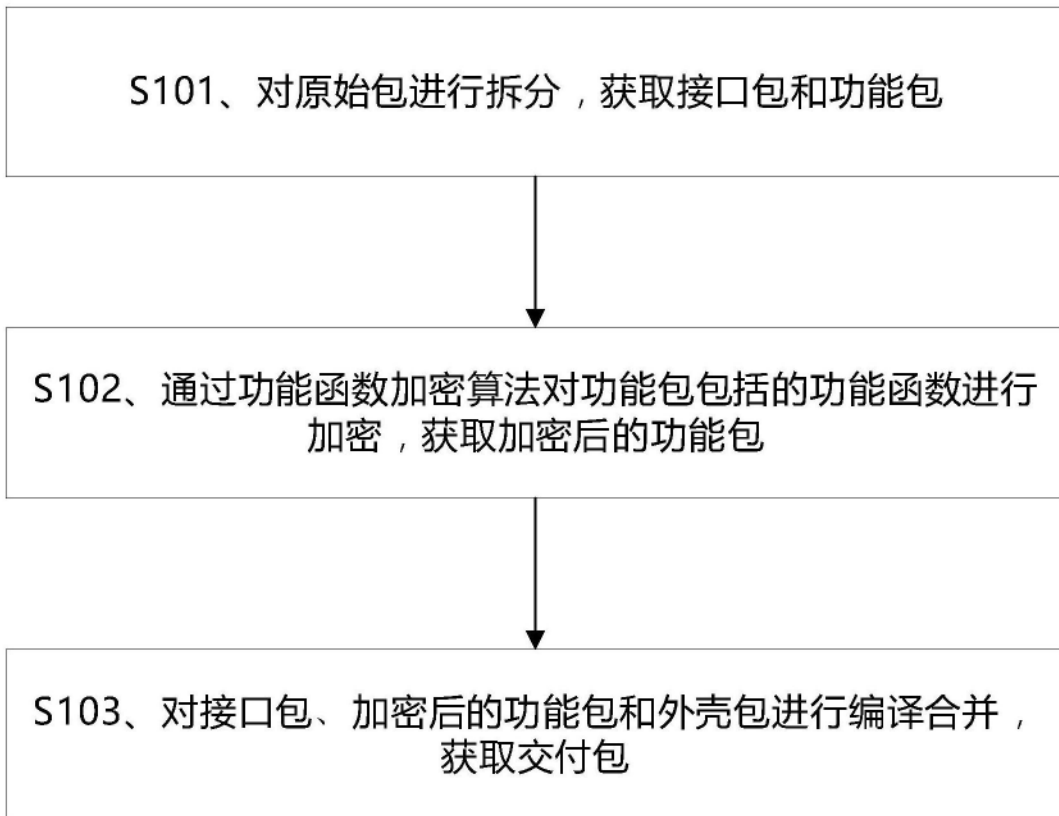 S101、对原始包进行拆分，获取接口包和功能包
S102、通过功能函数加密算法对功能包包括的功能函数进行
加密，获取加密后的功能包
S103、对接口包、加密后的功能包和外壳包进行编译合并，
获取交付包